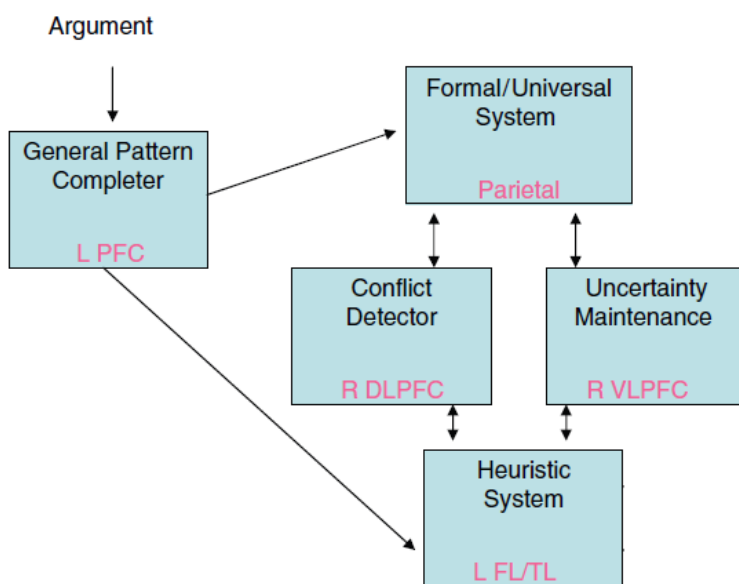 Argument
General Pattern
Completer
L PFC
Formal/Universal
System
Parietal
Conflict
Detector
R DLPFC
Uncertainty
Maintenance
R VLPFC
Heuristic
System
L FL/TL